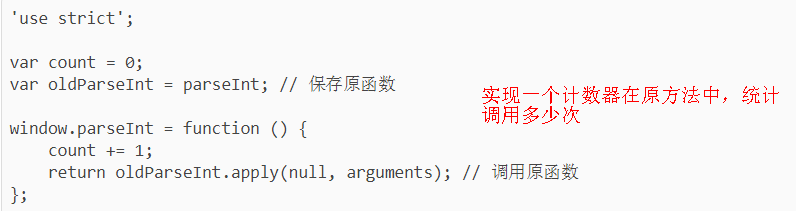 'use strict';
var count = 0;
var oldParseInt = parseInt; // 保存原函数
实现一个计数器在原方法中，统计
调用多少次
window.parseInt = function () {
    count += 1;
    return oldParseInt.apply(null, arguments); // 调用原函数
};